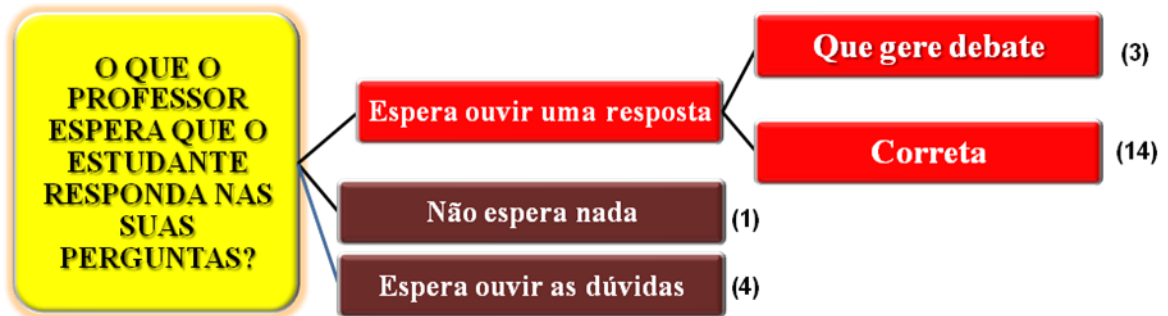 O QUE O
PROFESSOR
ESPERA QUE O
ESTUDANTE
RESPONDA NAS
SUAS
PERGUNTAS?
Espera ouvir uma resposta
Que gere debate
(3)
Correta
(14)
Não espera nada
(1)
Espera ouvir as dúvidas
(4)